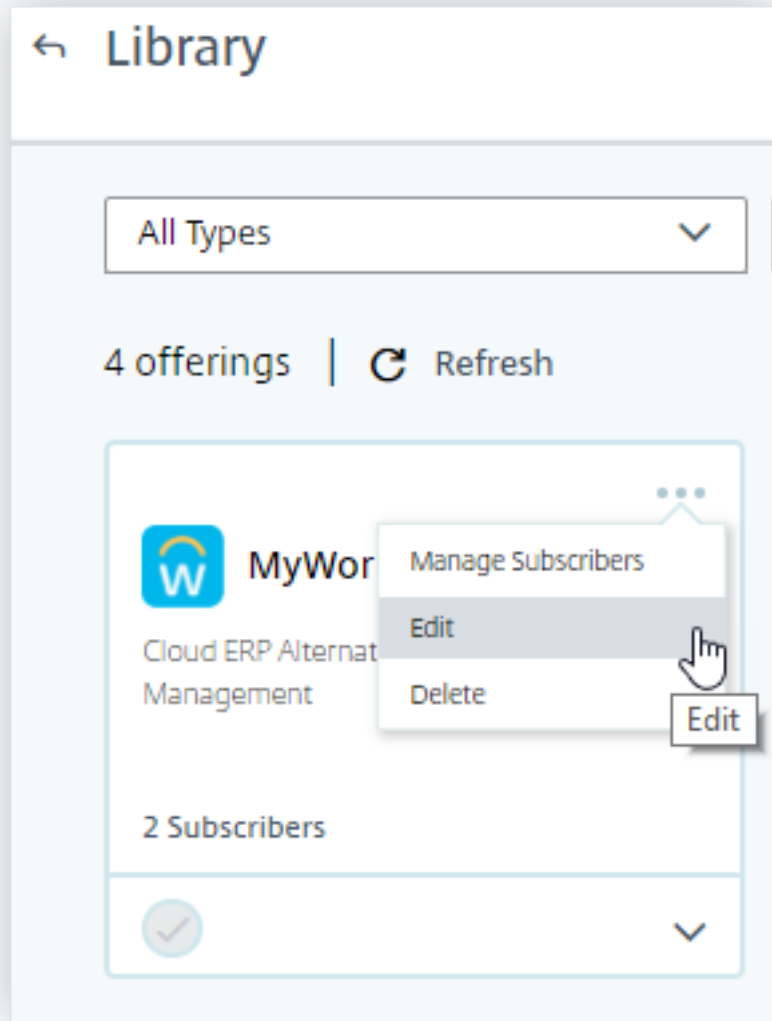 Library
All Types
4 offerings | Refresh
MyWor
Manage Subscribers
Edit
Cloud ERP Alternat
Management
Delete
Edit
2 Subscribers